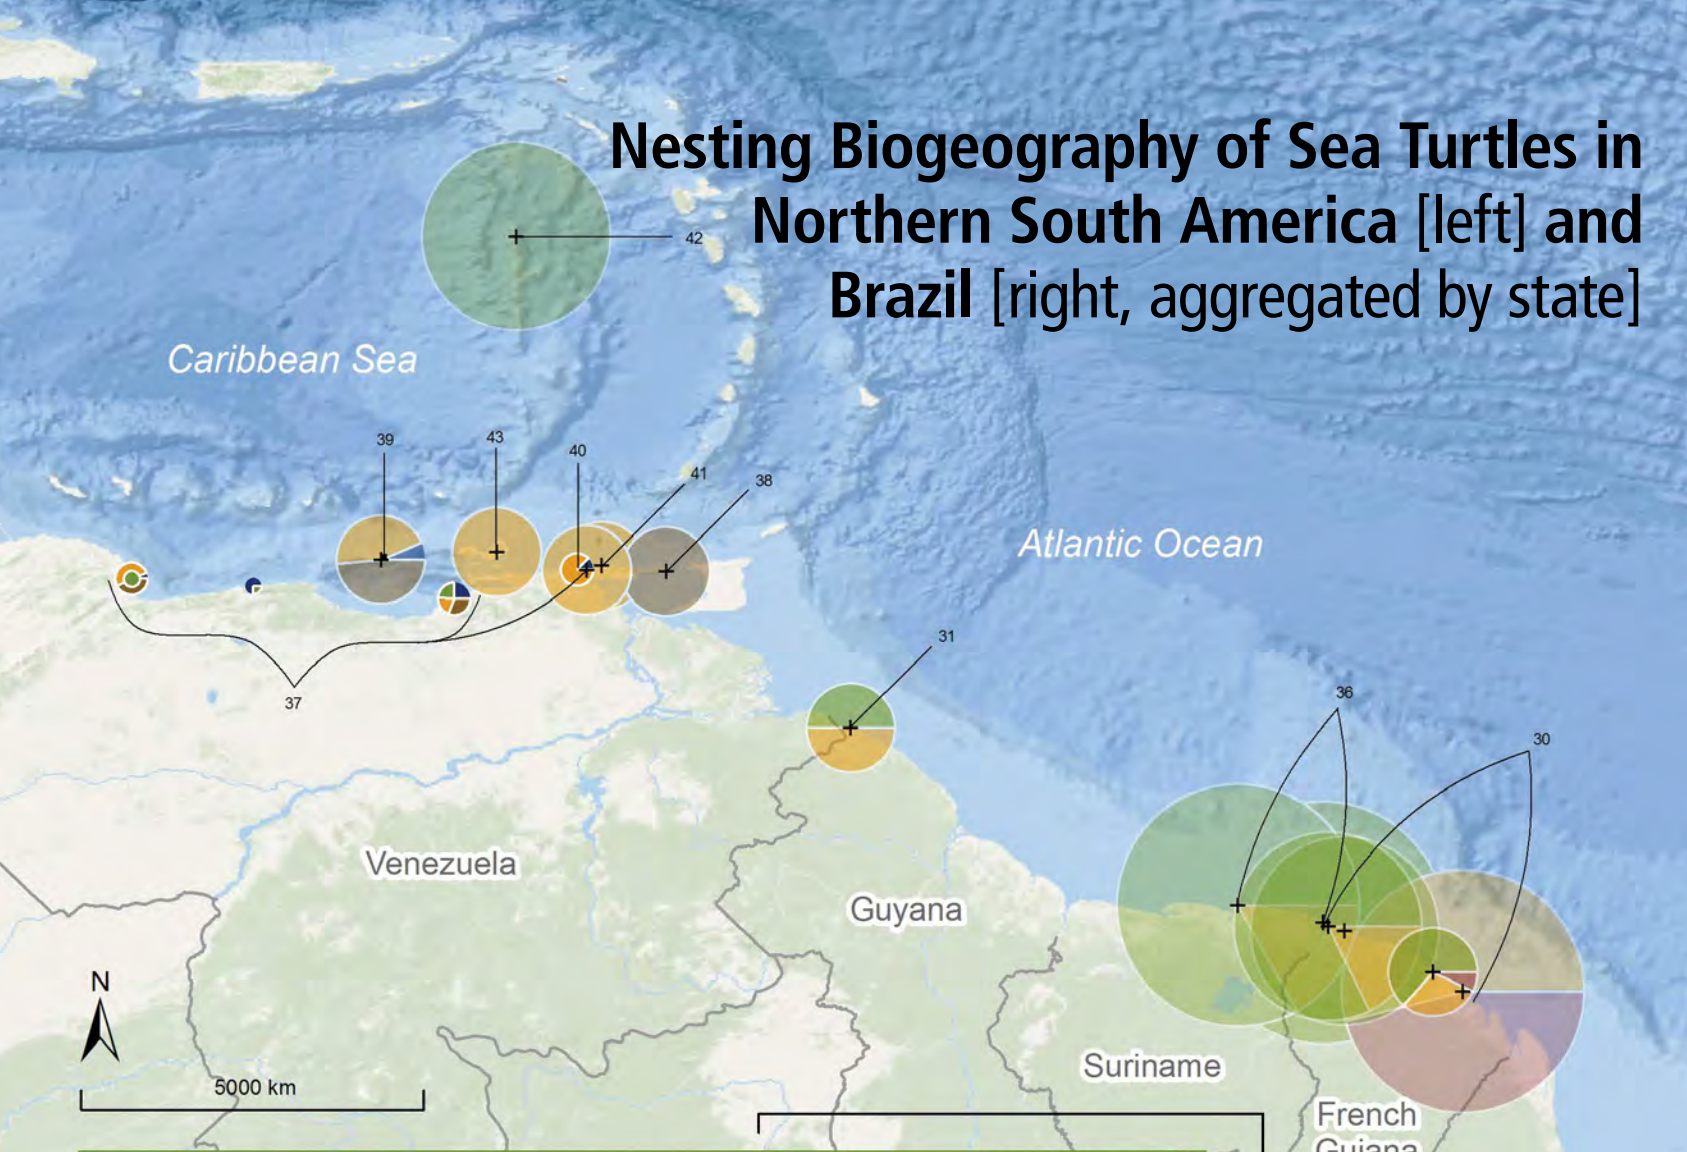 Nesting Biogeography of Sea Turtles in
Northern South America [left] and
Brazil [right, aggregated by state]
42
Caribbean Sea
39
43
40
41
38
Atlantic Ocean
31
36
37
30
Venezuela
Guyana
N
5000 km
Suriname
French
Guiana